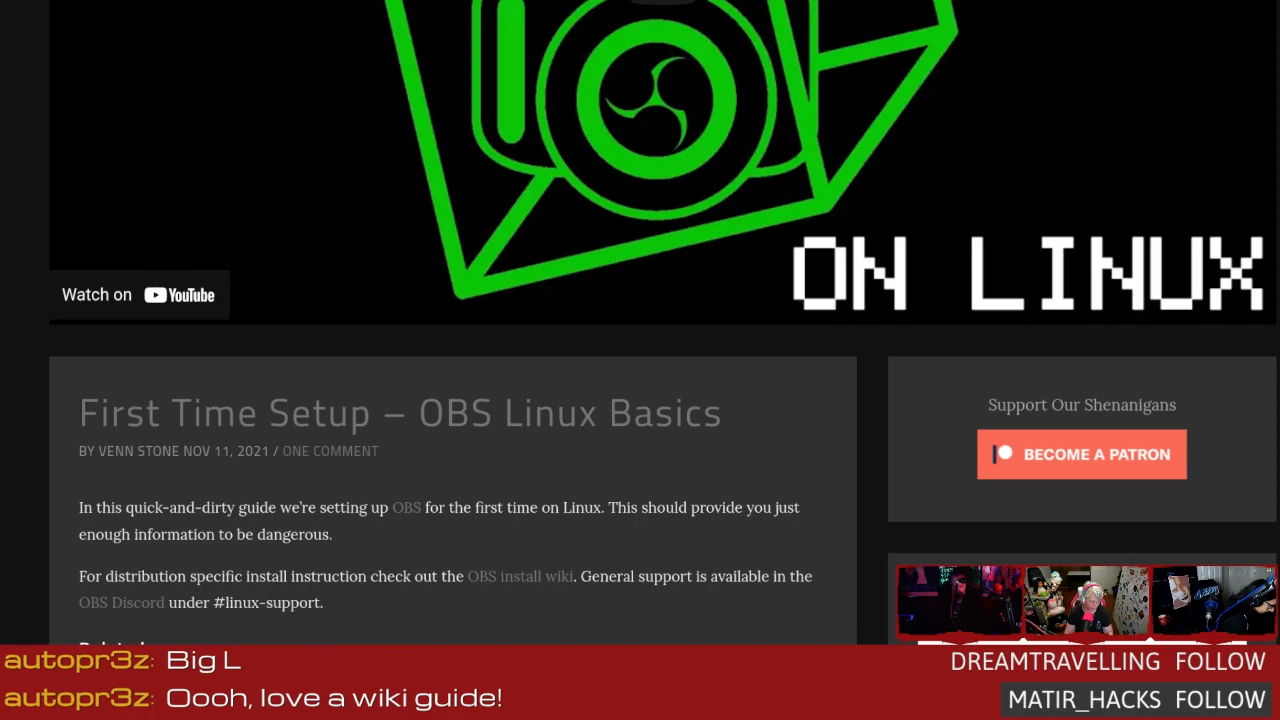 ON LINUX
Watch on YouTube
First Time Setup – OBS Linux Basics
BY VENN STONE NOV 11, 2021 / ONE COMMENT
In this quick-and-dirty guide we're setting up OBS for the first time on Linux. This should provide you just
enough information to be dangerous.
For distribution specific install instruction check out the OBS install wiki. General support is available in the
OBS Discord under #linux-support.
Support Our Shenanigans
BECOME A PATRON
autopr3z: Big L
autopr3z: Oooh, love a wiki guide!
DREAMTRAVELLING FOLLOW
MATIR_HACKS FOLLOW